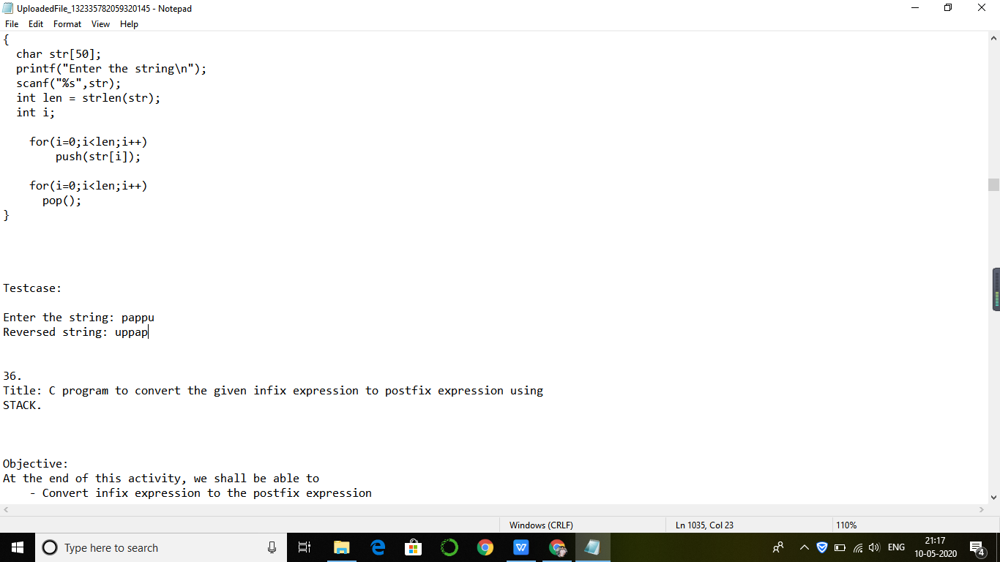 UploadedFile_132335782059320145 - Notepad
File Edit Format View Help
{
char str[50];
printf("Enter the string\n");
scanf("%s",str);
int len = strlen(str);
int i;
for(i=0;i<len;i++)
push(str[i]);
for(i=0;i<len;i++)
pop();
}
Testcase:
Enter the string: pappu
Reversed string: uppap
36.
Title: C program to convert the given infix expression to postfix expression using
STACK.
Objective:
At the end of this activity, we shall be able to
- Convert infix expression to the postfix expression
Windows (CRLF) Ln 1035, Col 23 110%
Type here to search
ENG
21:17
10-05-2020
4